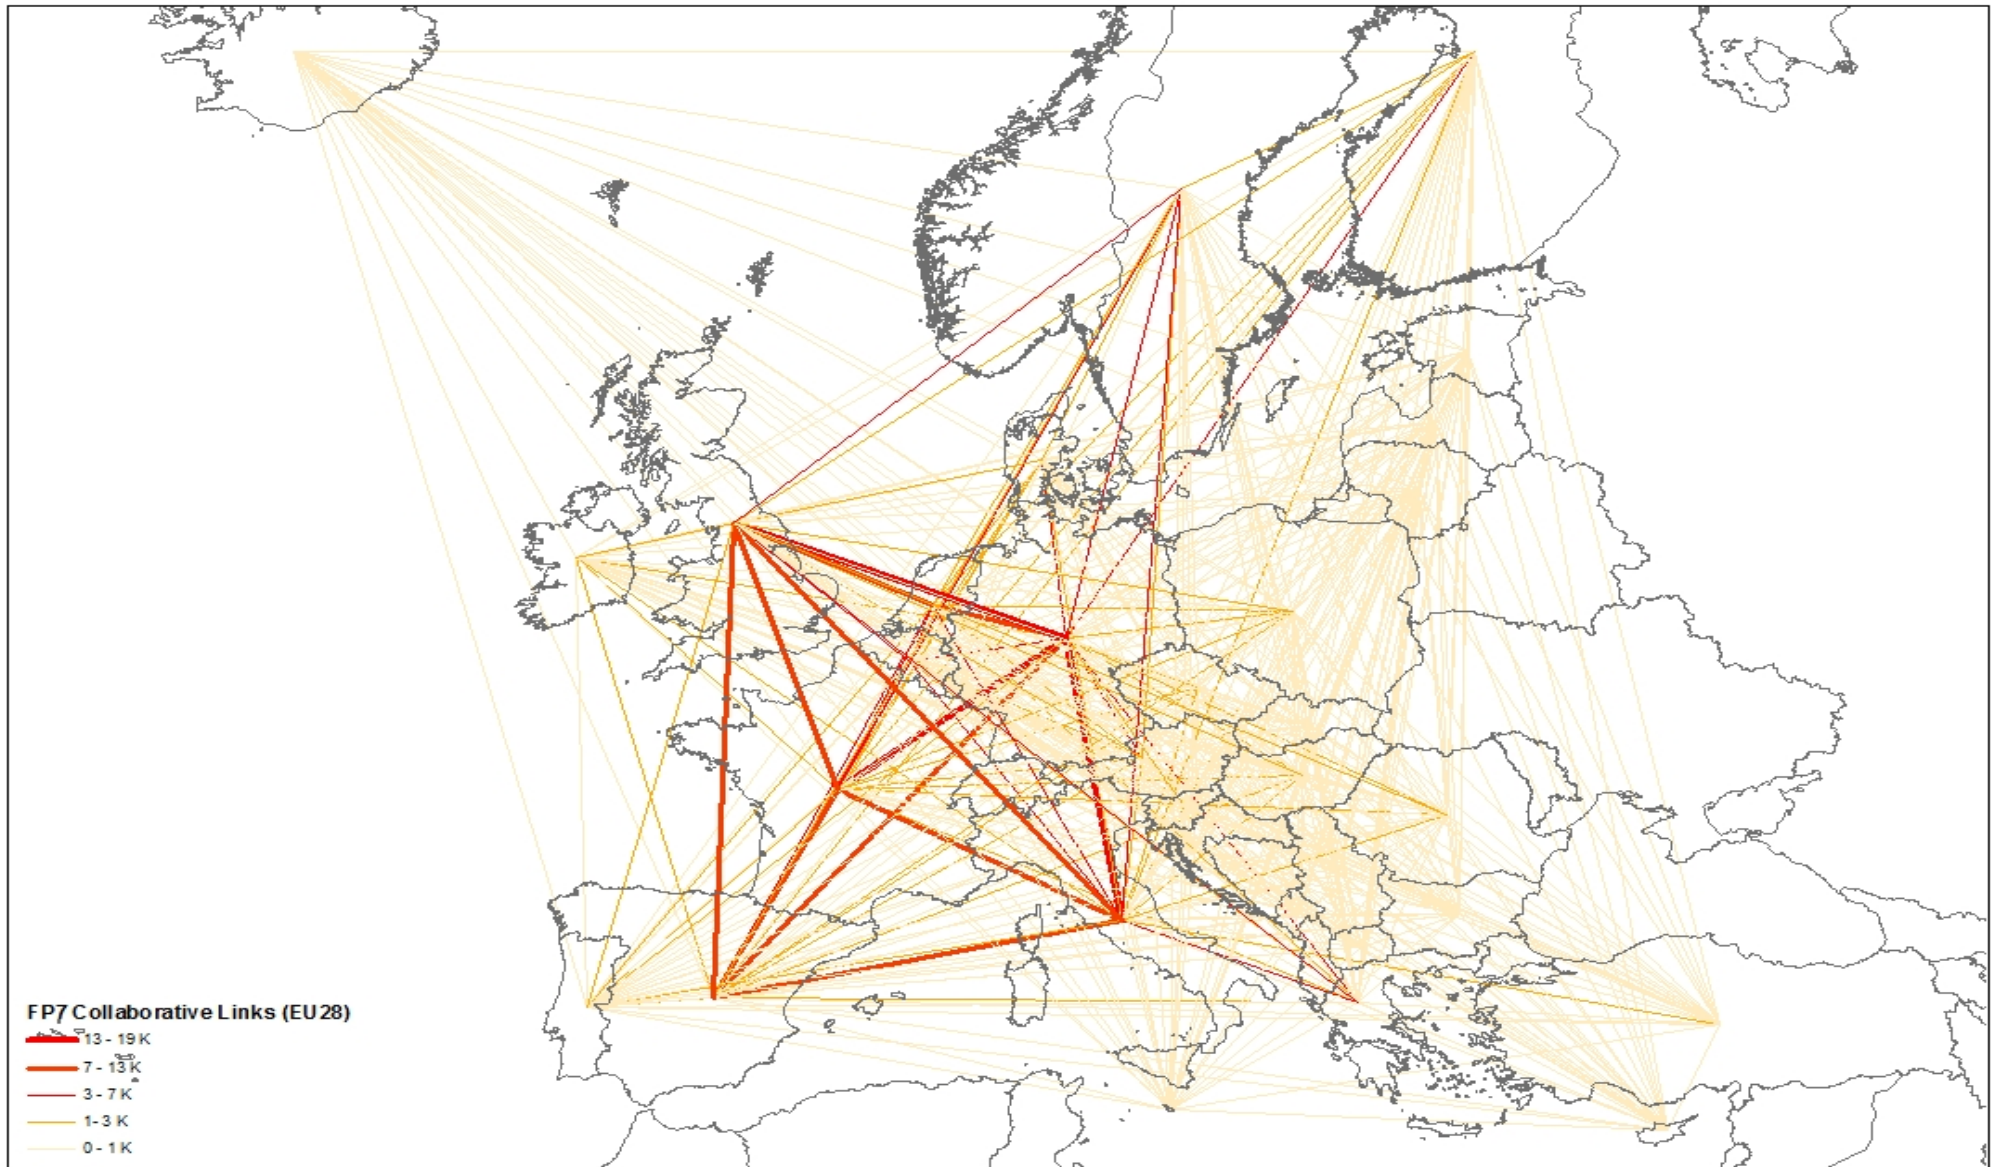 FP7 Collaborative Links (EU28)
13 - 19 K
7 - 13 K
3 - 7 K
1- 3 K
0 - 1 K